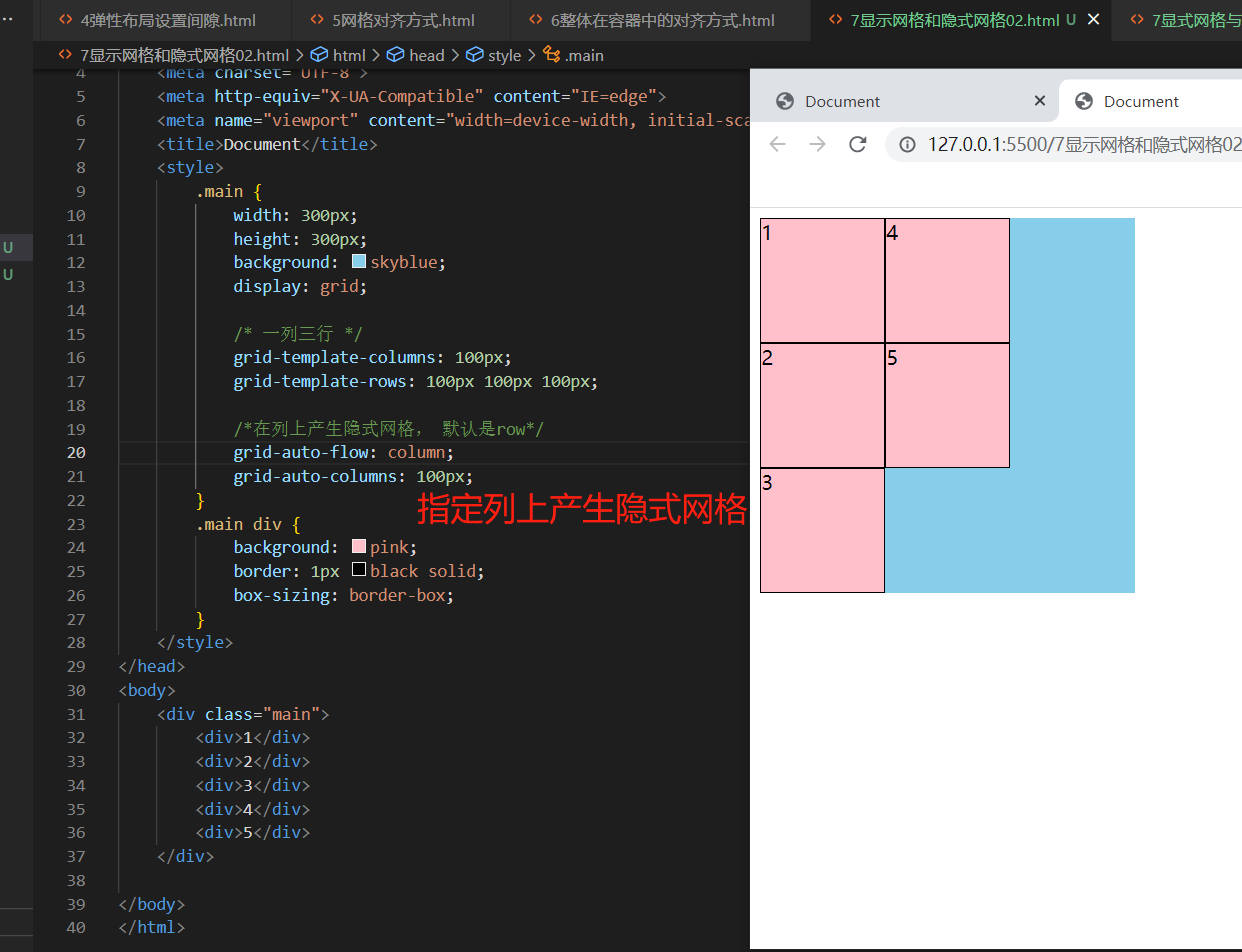 4弹性布局设置间隙.html 5网格对齐方式.html 6整体在容器中的对齐方式.html 7显示网格和隐式网格02.html U 7显式网格与
7显示网格和隐式网格02.html > html > head > style > .main
4 <meta charset="UTF-8">
5 <meta http-equiv="X-UA-Compatible" content="IE=edge">
6 <meta name="viewport" content="width=device-width, initial-sca
7 <title>Document</title>
8 <style>
9 .main {
10 width: 300px;
11 height: 300px;
12 background: skyblue;
13 display: grid;
14
15 /* 一列三行 */
16 grid-template-columns: 100px;
17 grid-template-rows: 100px 100px 100px;
18
19 /*在列上产生隐式网格， 默认是row*/
20 grid-auto-flow: column;
21 grid-auto-columns: 100px;
22 }
指定列上产生隐式网格
23 .main div {
24 background: pink;
25 border: 1px black solid;
26 box-sizing: border-box;
27 }
28 </style>
29 </head>
30 <body>
31 <div class="main">
32 <div>1</div>
33 <div>2</div>
34 <div>3</div>
35 <div>4</div>
36 <div>5</div>
37 </div>
38
39 </body>
40 </html>
U
U
Document Document
127.0.0.1:5500/7显示网格和隐式网格02
1 4
2 5
3